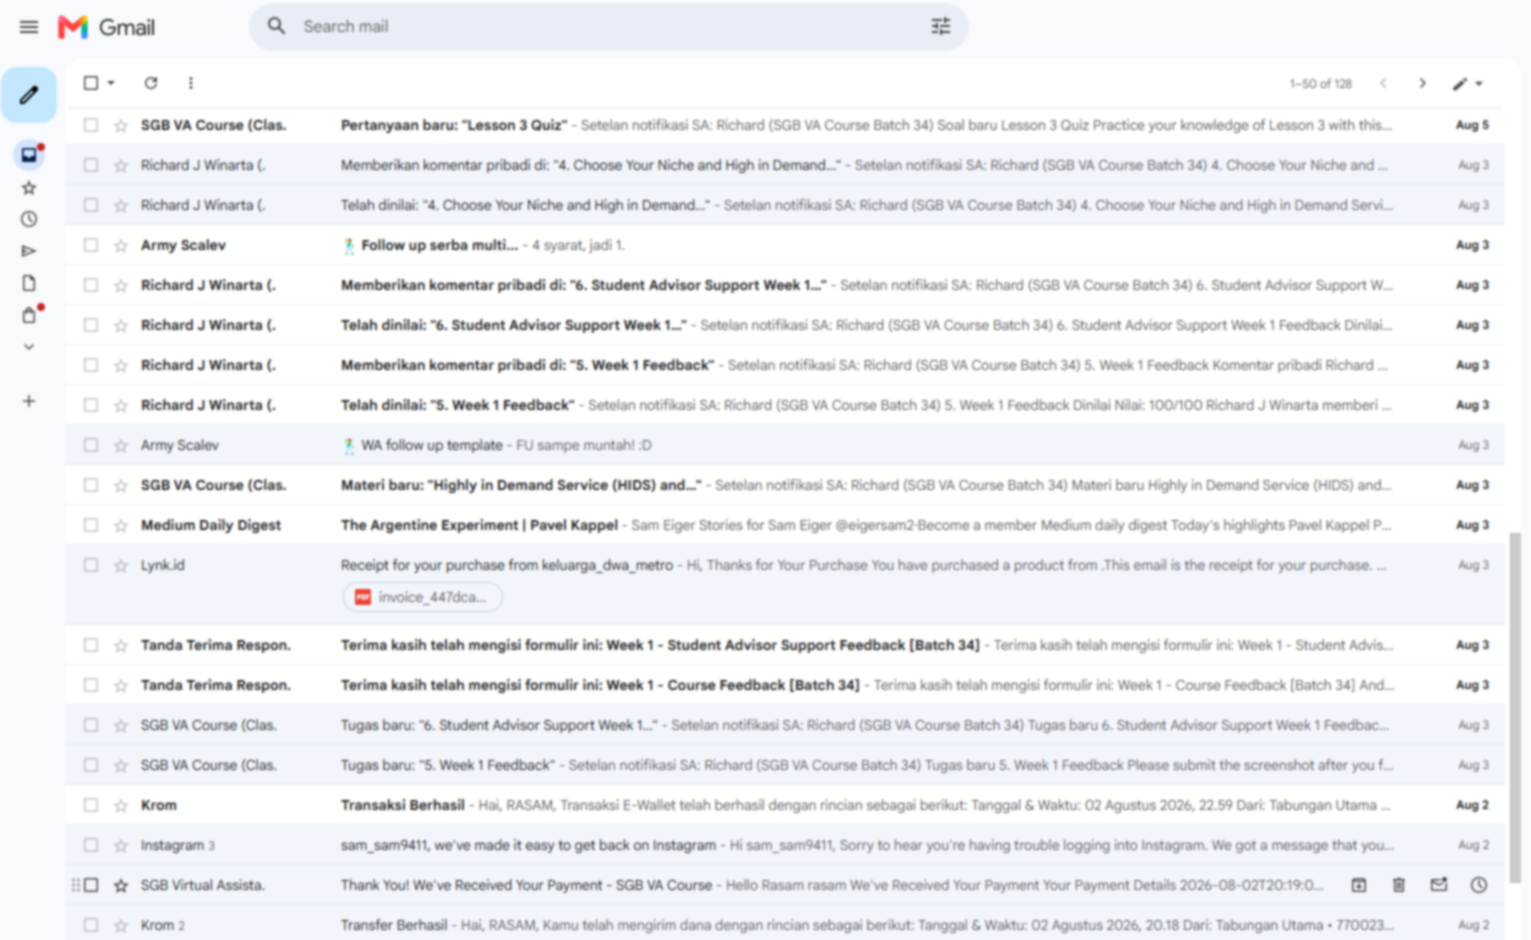 Gmail
Search mail
1–50 of 128
SGB VA Course (Clas. Pertanyaan baru: "Lesson 3 Quiz" - Setelan notifikasi SA: Richard (SGB VA Course Batch 34) Soal baru Lesson 3 Quiz Practice your knowledge of Lesson 3 with this... Aug 5
Richard J Winarta (. Memberikan komentar pribadi di: "4. Choose Your Niche and High in Demand..." - Setelan notifikasi SA: Richard (SGB VA Course Batch 34) 4. Choose Your Niche and ... Aug 3
Richard J Winarta (. Telah dinilai: "4. Choose Your Niche and High in Demand..." - Setelan notifikasi SA: Richard (SGB VA Course Batch 34) 4. Choose Your Niche and High in Demand Servi... Aug 3
Army Scalev 🕺 Follow up serba multi... - 4 syarat, jadi 1. Aug 3
Richard J Winarta (. Memberikan komentar pribadi di: "6. Student Advisor Support Week 1..." - Setelan notifikasi SA: Richard (SGB VA Course Batch 34) 6. Student Advisor Support W... Aug 3
Richard J Winarta (. Telah dinilai: "6. Student Advisor Support Week 1..." - Setelan notifikasi SA: Richard (SGB VA Course Batch 34) 6. Student Advisor Support Week 1 Feedback Dinilai... Aug 3
Richard J Winarta (. Memberikan komentar pribadi di: "5. Week 1 Feedback" - Setelan notifikasi SA: Richard (SGB VA Course Batch 34) 5. Week 1 Feedback Komentar pribadi Richard ... Aug 3
Richard J Winarta (. Telah dinilai: "5. Week 1 Feedback" - Setelan notifikasi SA: Richard (SGB VA Course Batch 34) 5. Week 1 Feedback Dinilai Nilai: 100/100 Richard J Winarta memberi ... Aug 3
Army Scalev 🕺 WA follow up template - FU sampe muntah! :D Aug 3
SGB VA Course (Clas. Materi baru: "Highly in Demand Service (HIDS) and..." - Setelan notifikasi SA: Richard (SGB VA Course Batch 34) Materi baru Highly in Demand Service (HIDS) and... Aug 3
Medium Daily Digest The Argentine Experiment | Pavel Kappel - Sam Eiger Stories for Sam Eiger @eigersam2·Become a member Medium daily digest Today's highlights Pavel Kappel P... Aug 3
Lynk.id Receipt for your purchase from keluarga_dwa_metro - Hi, Thanks for Your Purchase You have purchased a product from .This email is the receipt for your purchase. ... Aug 3
PDF invoice_447dca...
Tanda Terima Respon. Terima kasih telah mengisi formulir ini: Week 1 - Student Advisor Support Feedback [Batch 34] - Terima kasih telah mengisi formulir ini: Week 1 - Student Advis... Aug 3
Tanda Terima Respon. Terima kasih telah mengisi formulir ini: Week 1 - Course Feedback [Batch 34] - Terima kasih telah mengisi formulir ini: Week 1 - Course Feedback [Batch 34] And... Aug 3
SGB VA Course (Clas. Tugas baru: "6. Student Advisor Support Week 1..." - Setelan notifikasi SA: Richard (SGB VA Course Batch 34) Tugas baru 6. Student Advisor Support Week 1 Feedbac... Aug 3
SGB VA Course (Clas. Tugas baru: "5. Week 1 Feedback" - Setelan notifikasi SA: Richard (SGB VA Course Batch 34) Tugas baru 5. Week 1 Feedback Please submit the screenshot after you f... Aug 3
Krom Transaksi Berhasil - Hai, RASAM, Transaksi E-Wallet telah berhasil dengan rincian sebagai berikut: Tanggal & Waktu: 02 Agustus 2026, 22.59 Dari: Tabungan Utama ... Aug 2
Instagram 3 sam_sam9411, we've made it easy to get back on Instagram - Hi sam_sam9411, Sorry to hear you're having trouble logging into Instagram. We got a message that you... Aug 2
SGB Virtual Assista. Thank You! We've Received Your Payment - SGB VA Course - Hello Rasam rasam We've Received Your Payment Your Payment Details 2026-08-02T20:19:0...
Krom 2 Transfer Berhasil - Hai, RASAM, Kamu telah mengirim dana dengan rincian sebagai berikut: Tanggal & Waktu: 02 Agustus 2026, 20.18 Dari: Tabungan Utama • 770023... Aug 2